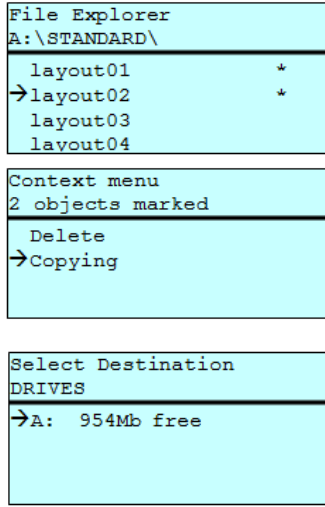 File Explorer
A:\STANDARD\
layout01 *
→layout02 *
layout03
layout04
Context menu
2 objects marked
Delete
→Copying
Select Destination
DRIVES
→A: 954Mb free